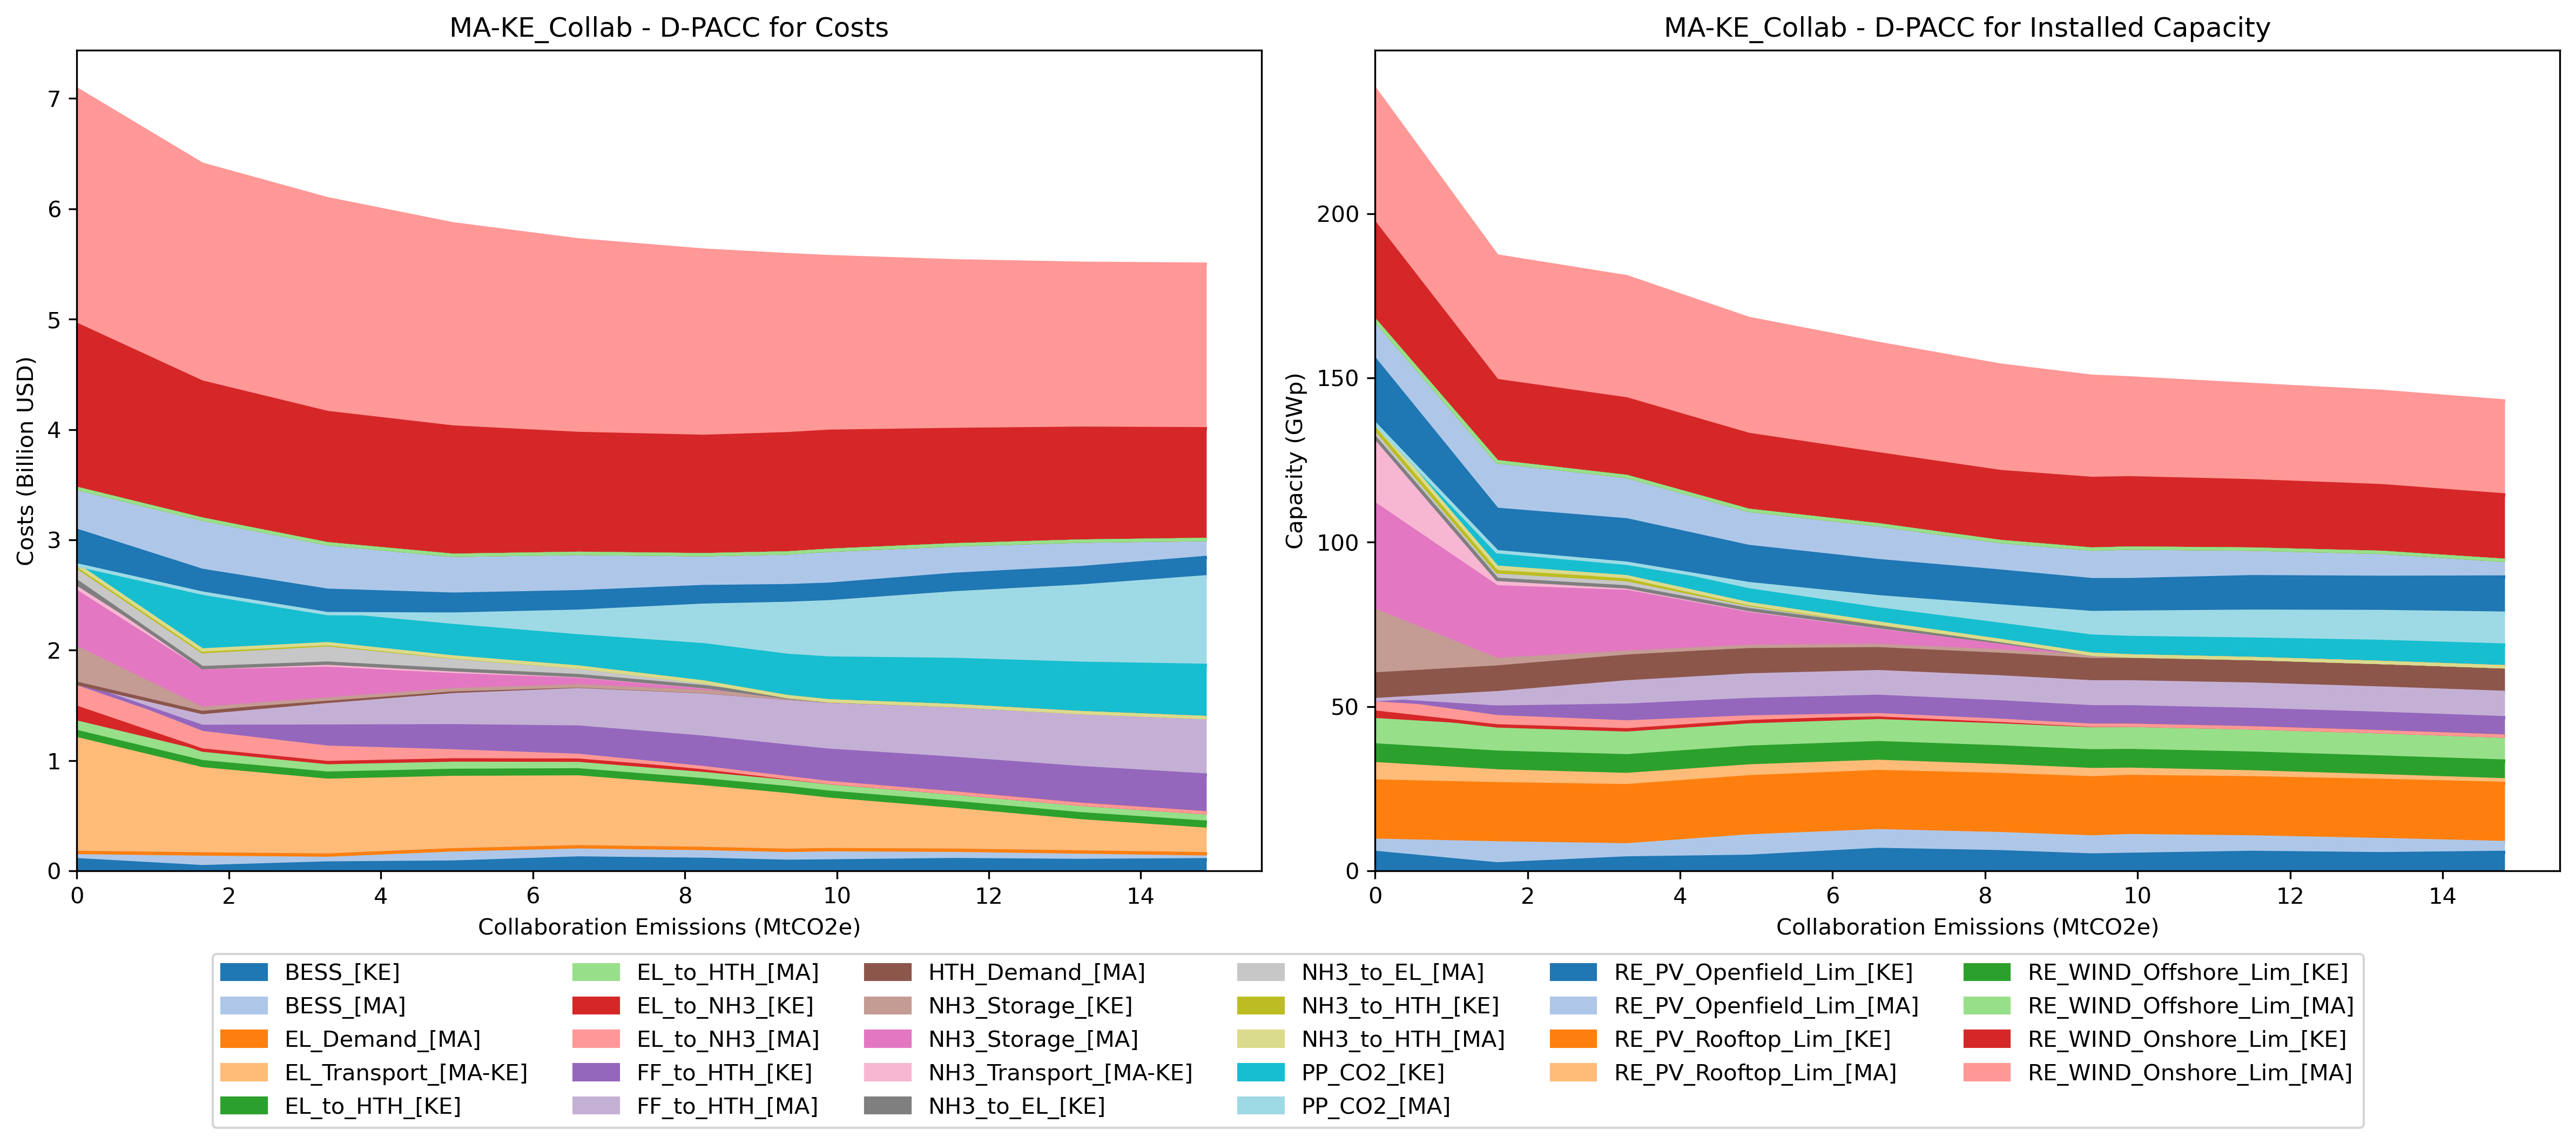 MA-KE_Collab - D-PACC for Costs
7
6
5
4
3
2
1
0
Costs (Billion USD)
0 2 4 6 8 10 12 14
Collaboration Emissions (MtCO2e)
MA-KE_Collab - D-PACC for Installed Capacity
200
150
100
50
0
Capacity (GWp)
0 2 4 6 8 10 12 14
Collaboration Emissions (MtCO2e)
BESS_[KE]
BESS_[MA]
EL_Demand_[MA]
EL_Transport_[MA-KE]
EL_to_HTH_[KE]
EL_to_HTH_[MA]
EL_to_NH3_[KE]
EL_to_NH3_[MA]
FF_to_HTH_[KE]
FF_to_HTH_[MA]
HTH_Demand_[MA]
NH3_Storage_[KE]
NH3_Storage_[MA]
NH3_Transport_[MA-KE]
NH3_to_EL_[KE]
NH3_to_EL_[MA]
NH3_to_HTH_[KE]
NH3_to_HTH_[MA]
PP_CO2_[KE]
PP_CO2_[MA]
RE_PV_Openfield_Lim_[KE]
RE_PV_Openfield_Lim_[MA]
RE_PV_Rooftop_Lim_[KE]
RE_PV_Rooftop_Lim_[MA]
RE_WIND_Offshore_Lim_[KE]
RE_WIND_Offshore_Lim_[MA]
RE_WIND_Onshore_Lim_[KE]
RE_WIND_Onshore_Lim_[MA]